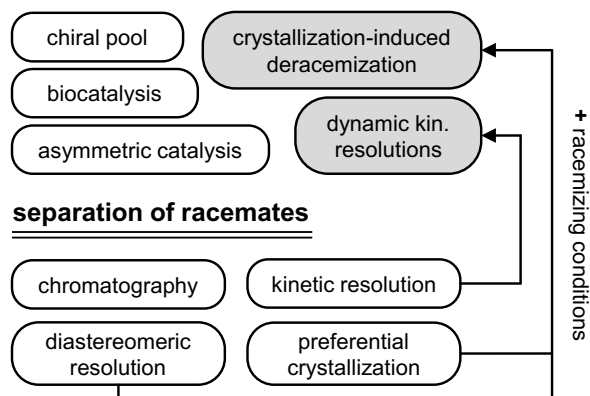 chiral pool
crystallization-induced
deracemization
biocatalysis
dynamic kin.
resolutions
asymmetric catalysis
+ racemizing conditions
separation of racemates
chromatography
kinetic resolution
diastereomeric
resolution
preferential
crystallization